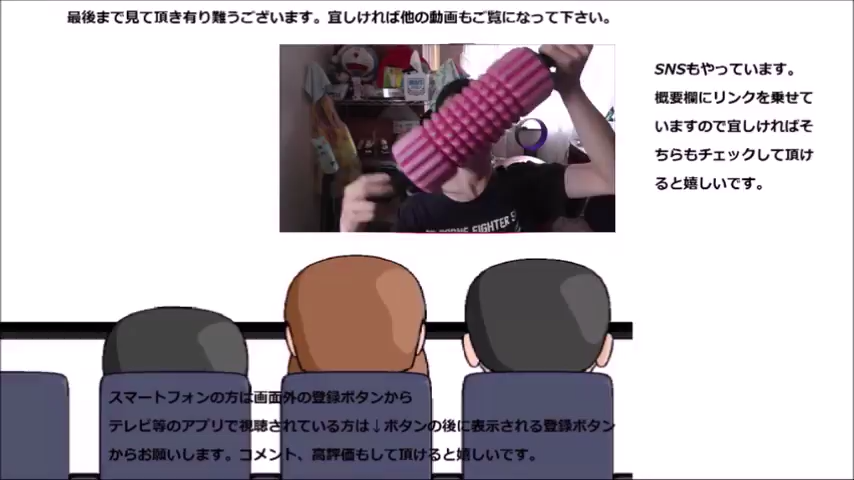 最後まで見て頂き有り難うございます。宜しければ他の動画もご覧になって下さい。
SNSもやっています。
概要欄にリンクを乗せて
いますので宜しければそ
ちらもチェックして頂け
ると嬉しいです。
FIGHTER
スマートフォンの方は画面外の登録ボタンから
テレビ等のアプリで視聴されている方は↓ボタンの後に表示される登録ボタン
からお願いします。コメント、高評価もして頂けると嬉しいです。